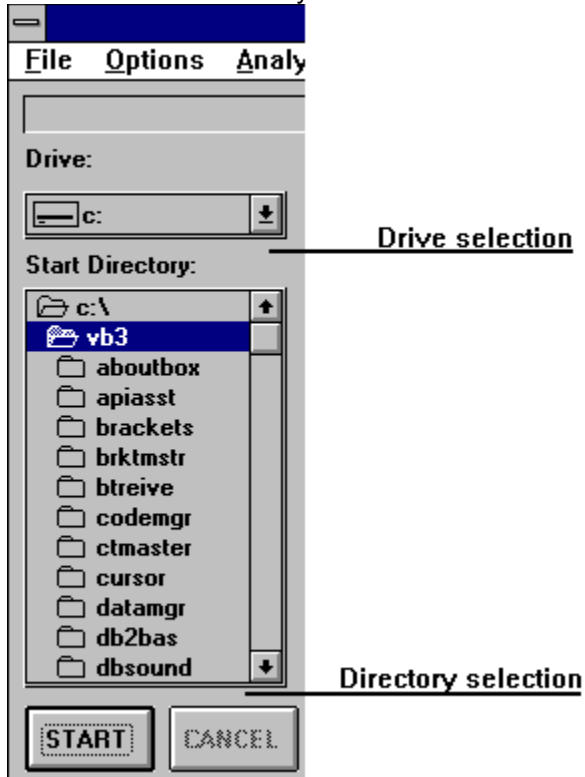 File Options Analy
Drive:
c:
Drive selection
Start Directory:
c:\
vb3
aboutbox
apiasst
brackets
brktmstr
btreive
codemgr
ctmaster
cursor
datamgr
db2bas
dbsound
Directory selection
START CANCEL